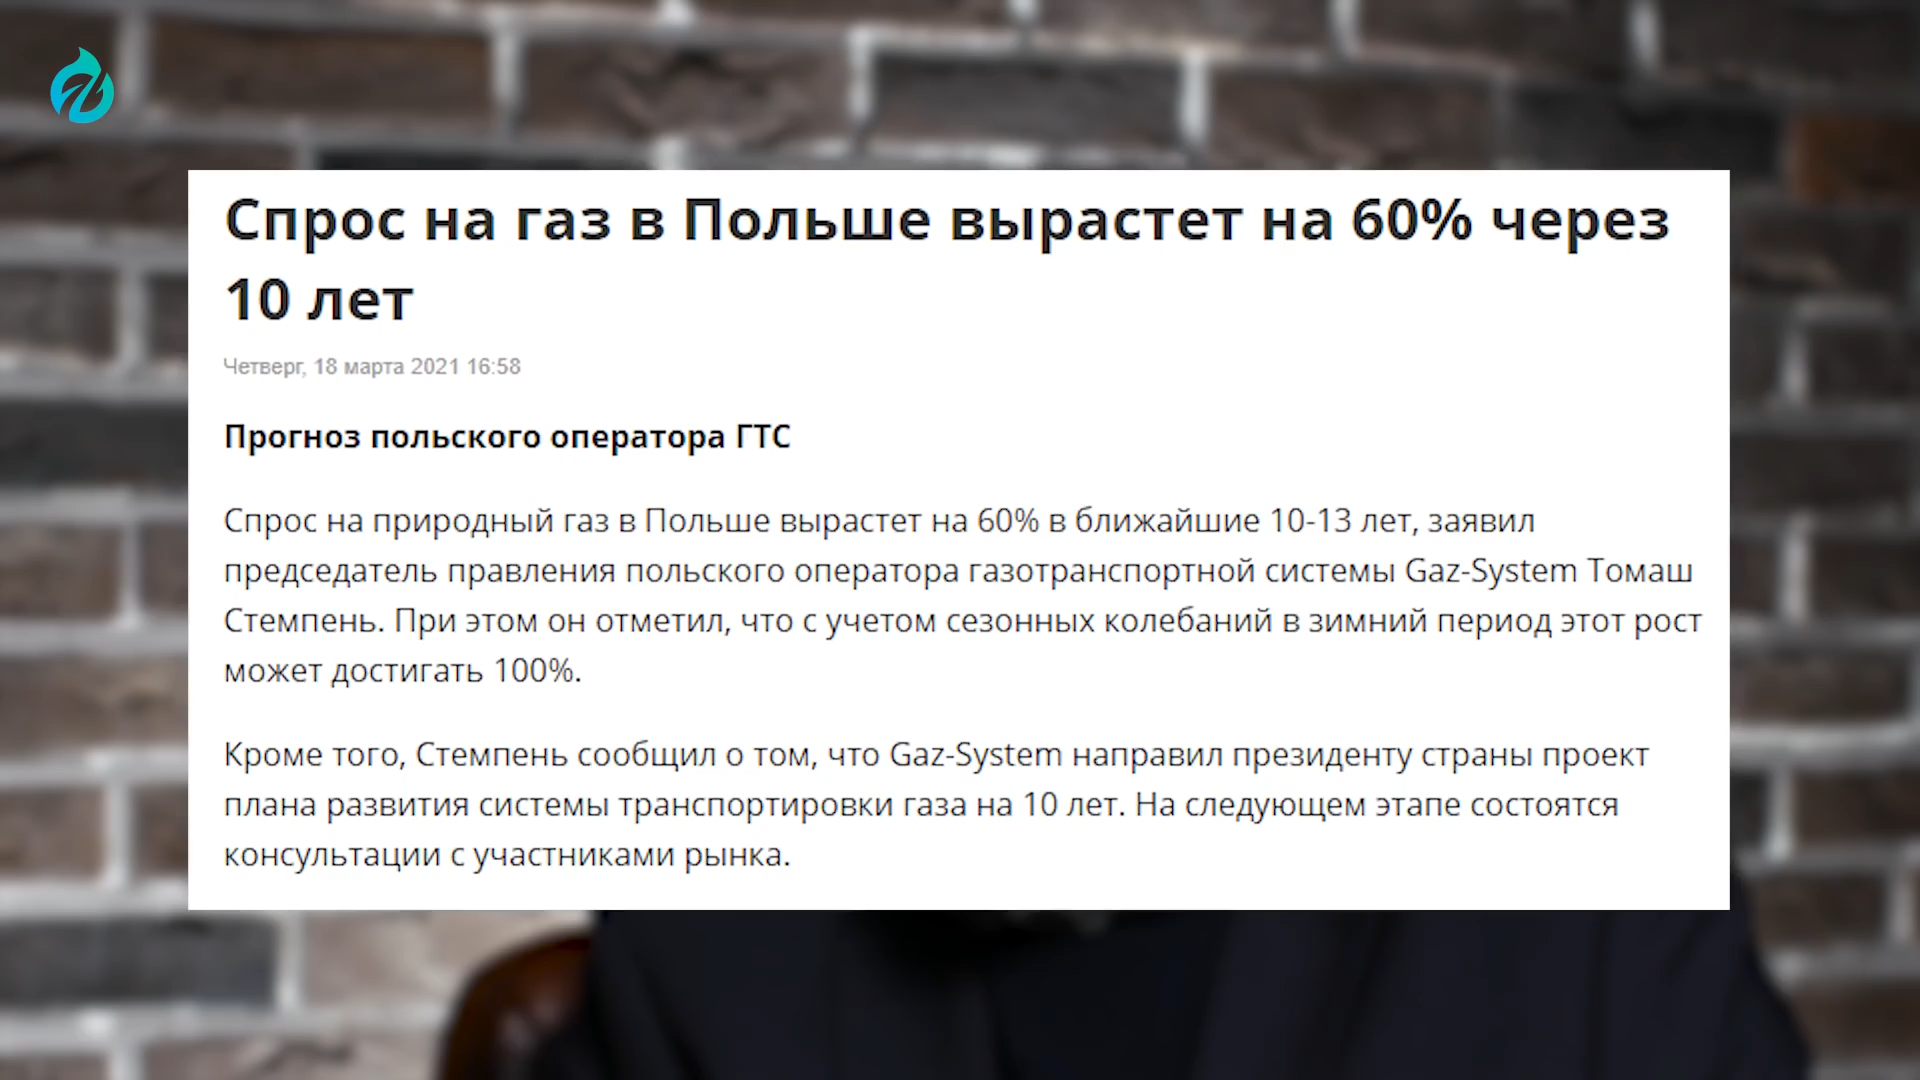 Спрос на газ в Польше вырастет на 60% через
10 лет
Четверг, 18 марта 2021 16:58
Прогноз польского оператора ГТС
Спрос на природный газ в Польше вырастет на 60% в ближайшие 10-13 лет, заявил
председатель правления польского оператора газотранспортной системы Gaz-System Томаш
Стемпень. При этом он отметил, что с учетом сезонных колебаний в зимний период этот рост
может достигать 100%.
Кроме того, Стемпень сообщил о том, что Gaz-System направил президенту страны проект
плана развития системы транспортировки газа на 10 лет. На следующем этапе состоятся
консультации с участниками рынка.